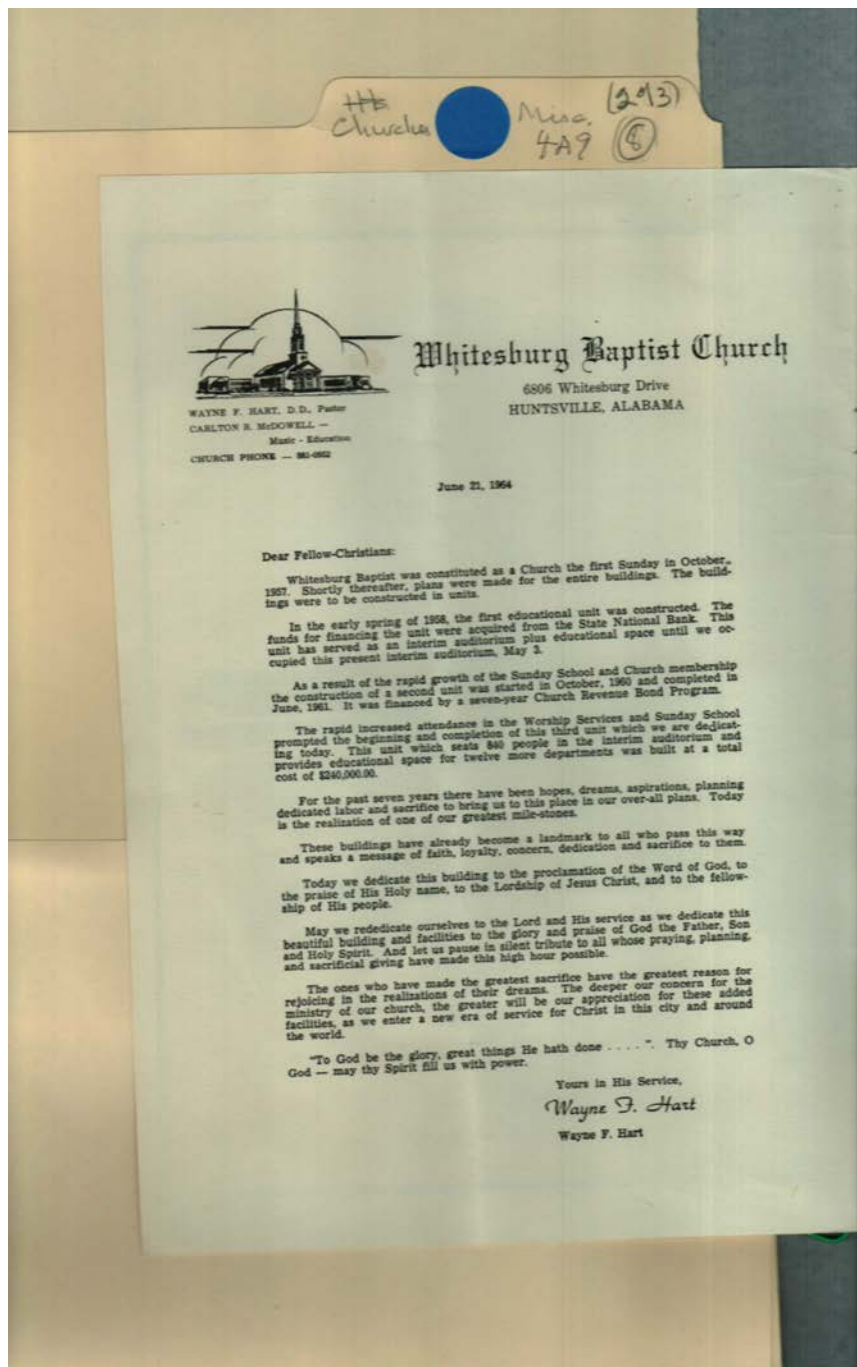 Hs
Churches
Misc.
4A9
(2 of 3)
8
Whitesburg Baptist Church
6806 Whitesburg Drive
HUNTSVILLE, ALABAMA
WAYNE F. HART, D.D., Pastor
CARLTON R. McDOWELL —
Music - Education
CHURCH PHONE — 881-0952
June 21, 1964
Dear Fellow-Christians:
Whitesburg Baptist was constituted as a Church the first Sunday in October,
1957. Shortly thereafter, plans were made for the entire buildings. The build-
ings were to be constructed in units.
In the early spring of 1958, the first educational unit was constructed. The
funds for financing the unit were acquired from the State National Bank. This
unit has served as an interim auditorium plus educational space until we oc-
cupied this present interim auditorium, May 3.
As a result of the rapid growth of the Sunday School and Church membership
the construction of a second unit was started in October, 1960 and completed in
June, 1961. It was financed by a seven-year Church Revenue Bond Program.
The rapid increased attendance in the Worship Services and Sunday School
prompted the beginning and completion of this third unit which we are dedicat-
ing today. This unit which seats 840 people in the interim auditorium and
provides educational space for twelve more departments was built at a total
cost of $240,000.00.
For the past seven years there have been hopes, dreams, aspirations, planning
dedicated labor and sacrifice to bring us to this place in our over-all plans. Today
is the realization of one of our greatest mile-stones.
These buildings have already become a landmark to all who pass this way
and speaks a message of faith, loyalty, concern, dedication and sacrifice to them.
Today we dedicate this building to the proclamation of the Word of God, to
the praise of His Holy name, to the Lordship of Jesus Christ, and to the fellow-
ship of His people.
May we rededicate ourselves to the Lord and His service as we dedicate this
beautiful building and facilities to the glory and praise of God the Father, Son
and Holy Spirit. And let us pause in silent tribute to all whose praying, planning,
and sacrificial giving have made this high hour possible.
The ones who have made the greatest sacrifice have the greatest reason for
rejoicing in the realizations of their dreams. The deeper our concern for the
ministry of our church, the greater will be our appreciation for these added
facilities, as we enter a new era of service for Christ in this city and around
the world.
"To God be the glory, great things He hath done . . . . ". Thy Church, O
God — may thy Spirit fill us with power.
Yours in His Service,
Wayne F. Hart
Wayne F. Hart